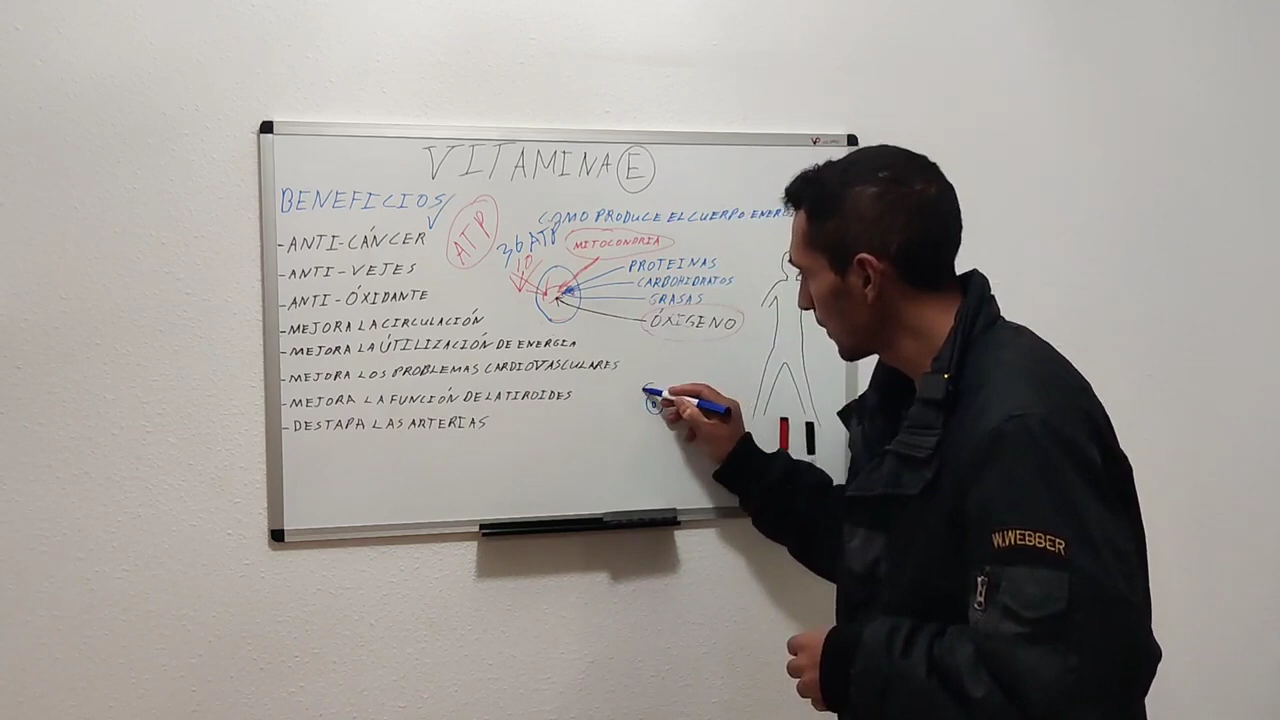 VITAMINA E
BENEFICIOS
-ANTI-CÁNCER
-ANTI-VEJES
-ANTI-ÓXIDANTE
-MEJORA LA CIRCULACIÓN
-MEJORA LA ÚTILIZACIÓN DE ENERGIA
-MEJORA LOS PROBLEMAS CARDIOVASCULARES
-MEJORA LA FUNCIÓN DE LA TIROIDES
-DESTAPA LAS ARTERIAS
ATP
COMO PRODUCE EL CUERPO ENERGI
36 ATP
MITOCONDRIA
PROTEINAS
CARBOHIDRATOS
GRASAS
ÓXIGENO
W.WEBBER